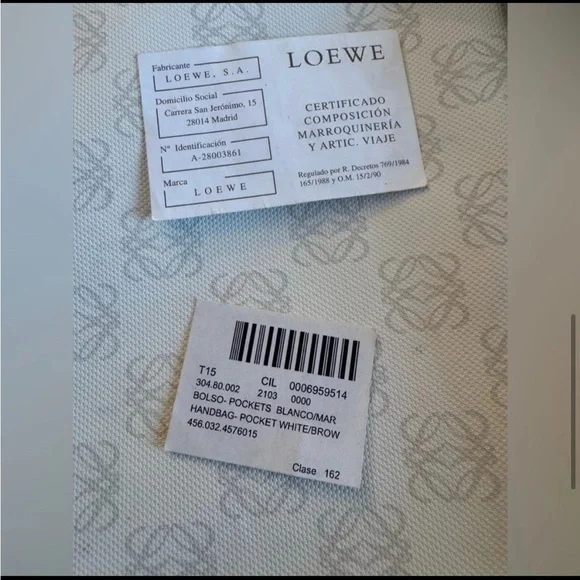 Fabricante
LOEWE, S.A.
Domicilio Social
Carrera San Jerónimo, 15
28014 Madrid
Nº Identificación
A-28003861
Marca
LOEWE
LOEWE
CERTIFICADO
COMPOSICIÓN
MARROQUINERÍA
Y ARTIC. VIAJE
Regulado por R. Decretos 769/1984
165/1988 y O.M. 15/2/90
T15 CIL 0006959514
304.80.002 2103 0000
BOLSO- POCKETS BLANCO/MAR
HANDBAG- POCKET WHITE/BROW
456.032.4576015
Clase 162